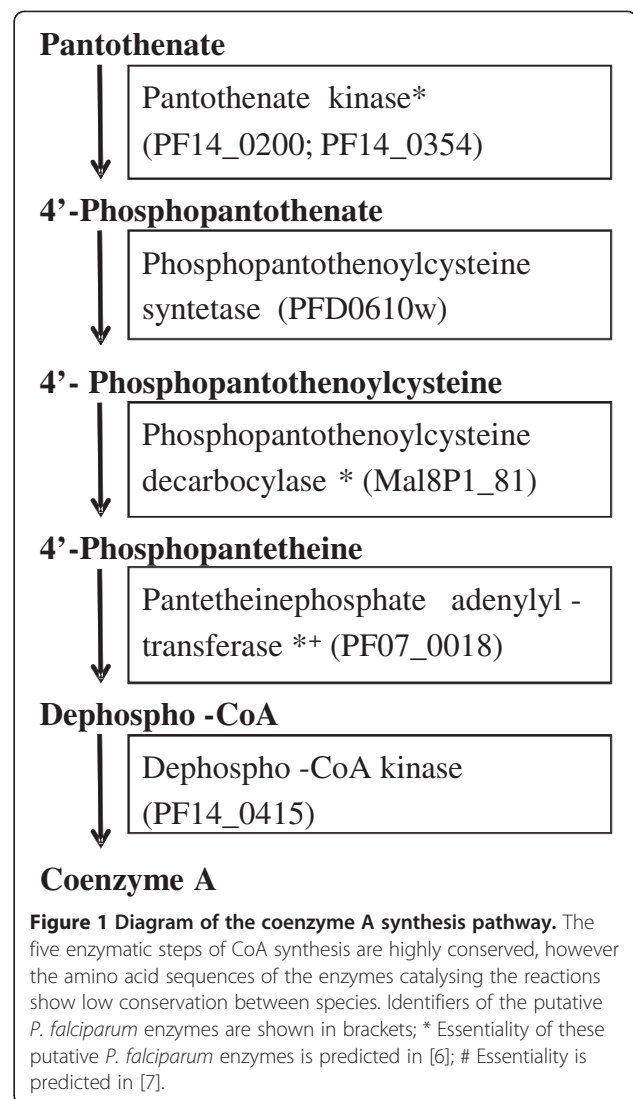 Pantothenate
Pantothenate kinase*
(PF14_0200; PF14_0354)
4'-Phosphopantothenate
Phosphopantothenoylcysteine
syntetase (PFD0610w)
4'- Phosphopantothenoylcysteine
Phosphopantothenoylcysteine
decarbocylase * (Mal8P1_81)
4'-Phosphopantetheine
Pantetheinephosphate adenylyl -
transferase *+ (PF07_0018)
Dephospho -CoA
Dephospho -CoA kinase
(PF14_0415)
Coenzyme A
Figure 1 Diagram of the coenzyme A synthesis pathway. The
five enzymatic steps of CoA synthesis are highly conserved, however
the amino acid sequences of the enzymes catalysing the reactions
show low conservation between species. Identifiers of the putative
P. falciparum enzymes are shown in brackets; * Essentiality of these
putative P. falciparum enzymes is predicted in [6]; # Essentiality is
predicted in [7].